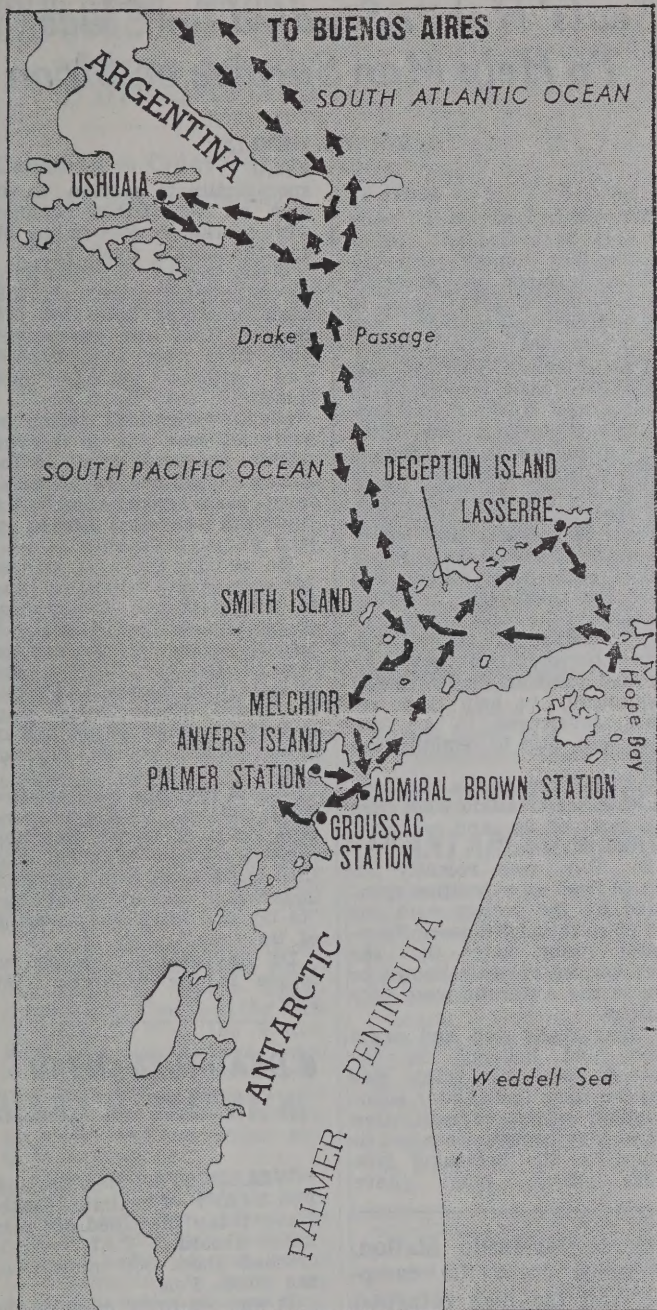 TO BUENOS AIRES
SOUTH ATLANTIC OCEAN
ARGENTINA
USHUAIA
Drake Passage
SOUTH PACIFIC OCEAN
DECEPTION ISLAND
LASSERRE
SMITH ISLAND
Hope Bay
MELCHIOR
ANVERS ISLAND
PALMER STATION
ADMIRAL BROWN STATION
GROUSSAC
STATION
ANTARCTIC
PALMER PENINSULA
Weddell Sea